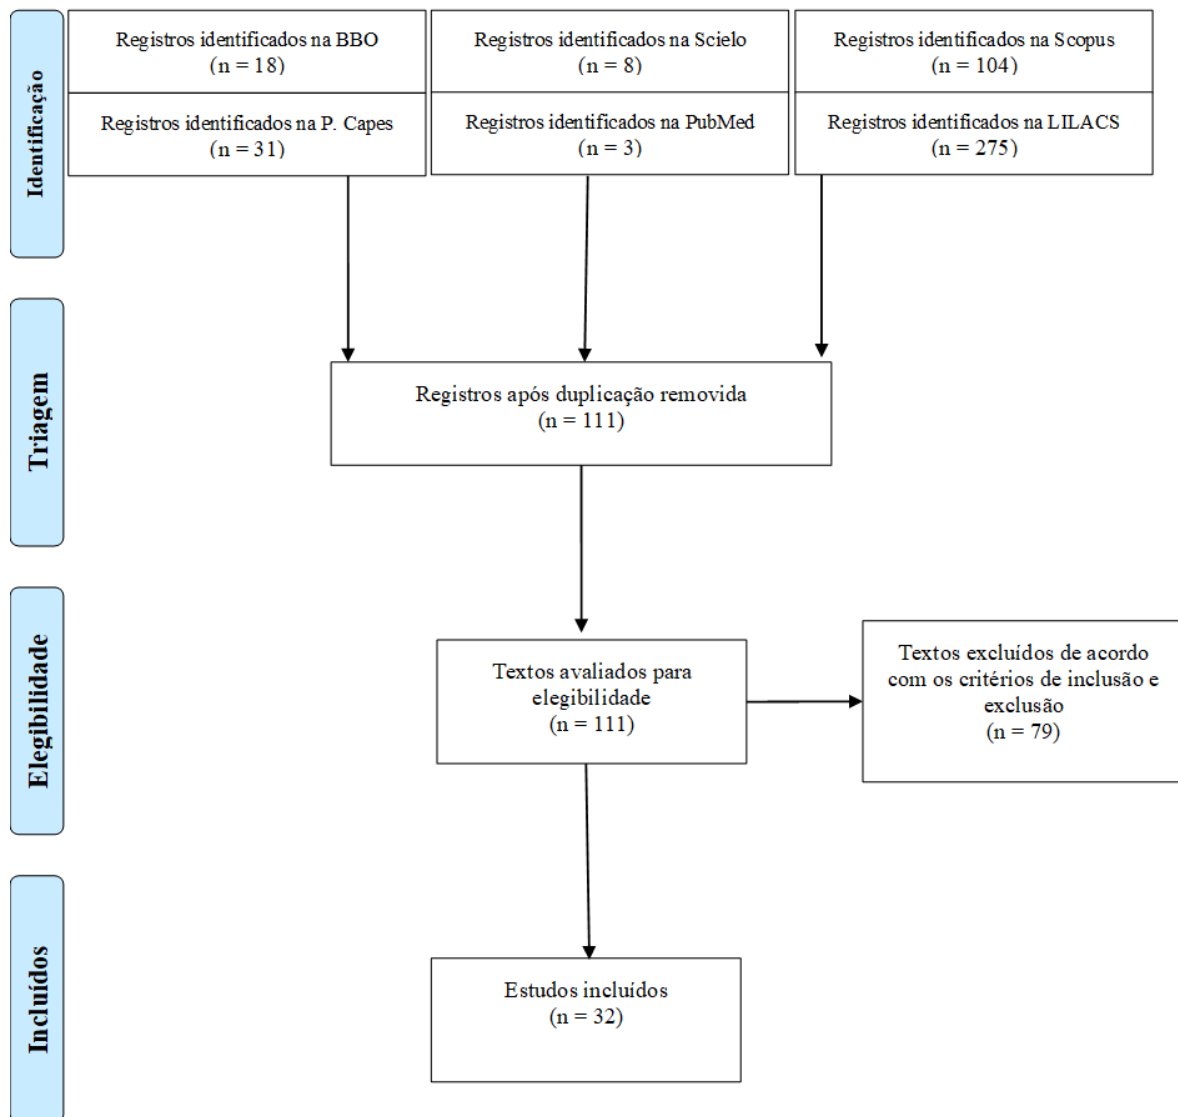 Identificação
Registros identificados na BBO
(n = 18)
Registros identificados na Scielo
(n = 8)
Registros identificados na Scopus
(n = 104)
Registros identificados na P. Capes
(n = 31)
Registros identificados na PubMed
(n = 3)
Registros identificados na LILACS
(n = 275)
Triagem
Registros após duplicação removida
(n = 111)
Elegibilidade
Textos avaliados para
elegibilidade
(n = 111)
Textos excluídos de acordo
com os critérios de inclusão e
exclusão
(n = 79)
Incluídos
Estudos incluídos
(n = 32)